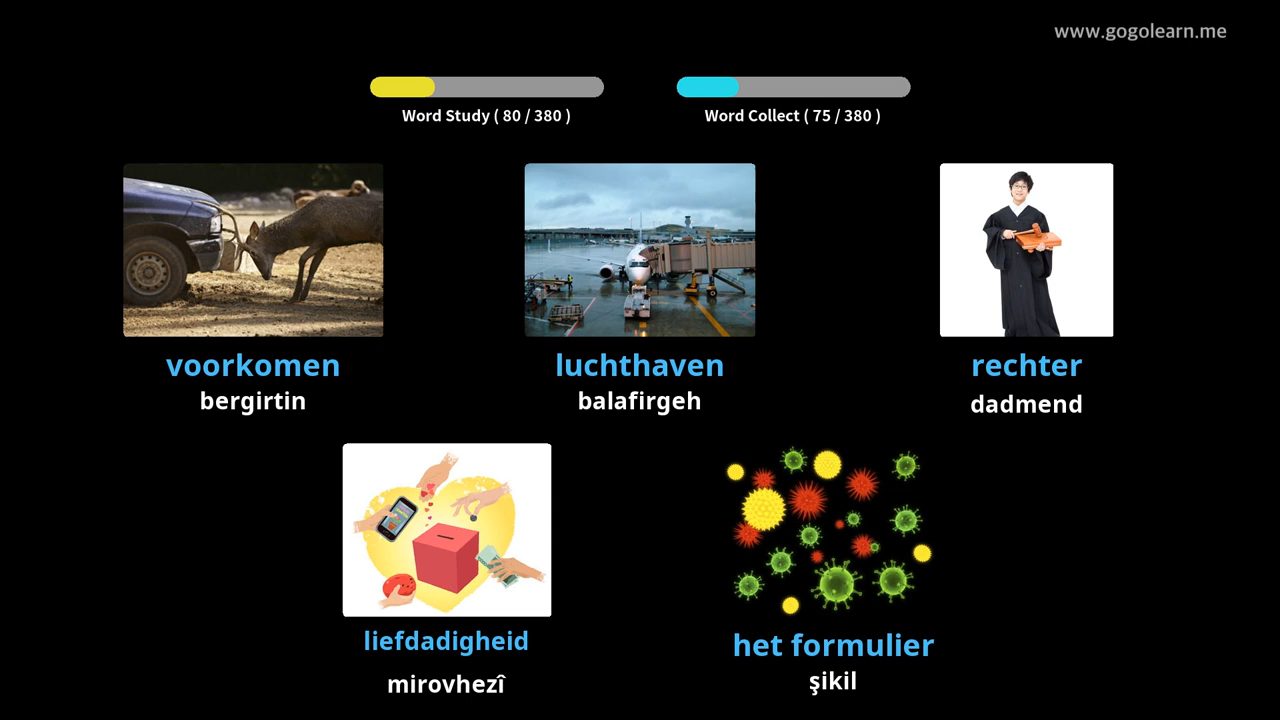 www.gogolearn.me
Word Study ( 80 / 380 )
Word Collect ( 75 / 380 )
voorkomen
bergirtin
luchthaven
balafirgeh
rechter
dadmend
liefdadigheid
mirovhezî
het formulier
şikil